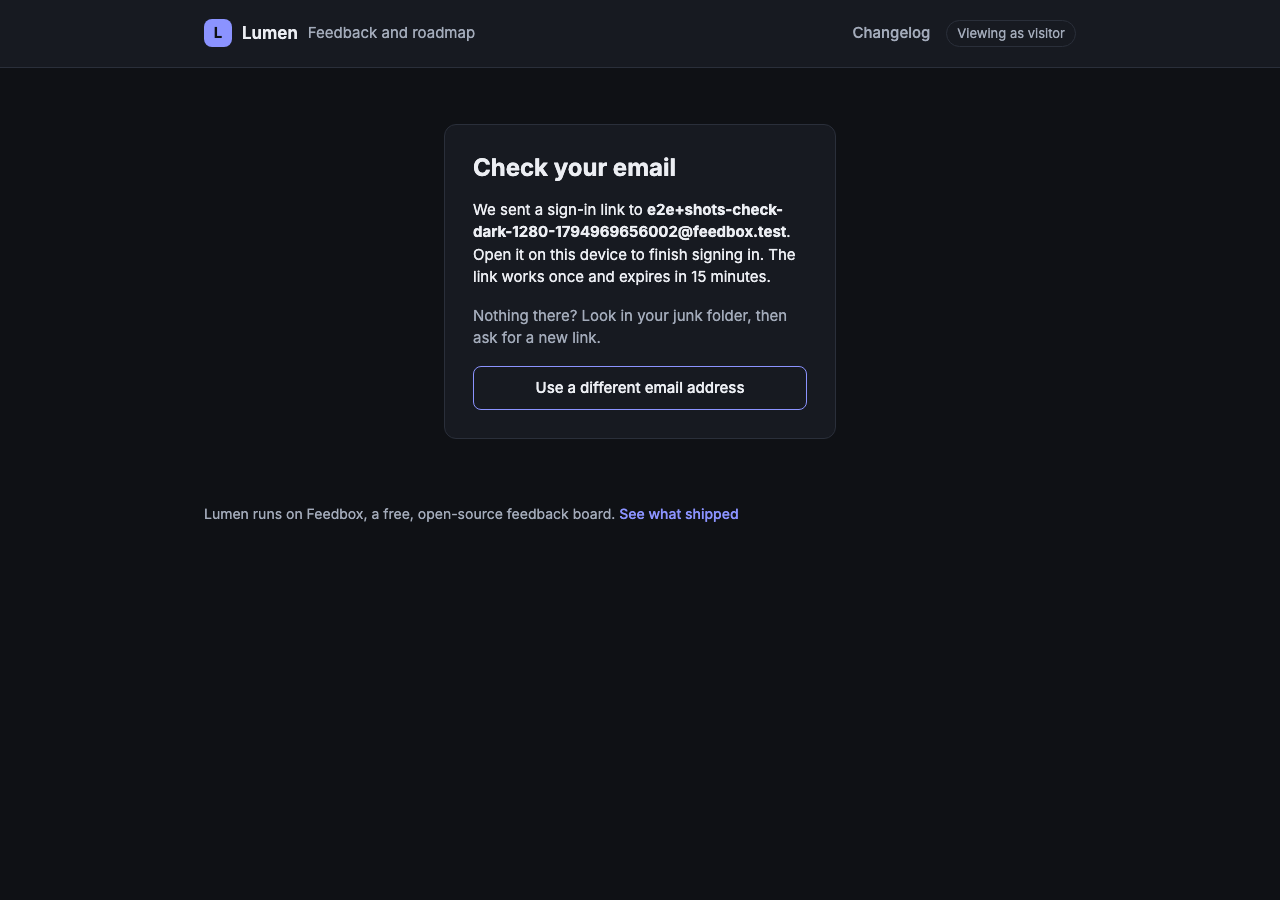 L Lumen Feedback and roadmap Changelog Viewing as visitor
Check your email
We sent a sign-in link to e2e+shots-check-
dark-1280-1794969656002@feedbox.test.
Open it on this device to finish signing in. The
link works once and expires in 15 minutes.
Nothing there? Look in your junk folder, then
ask for a new link.
Use a different email address
Lumen runs on Feedbox, a free, open-source feedback board. See what shipped